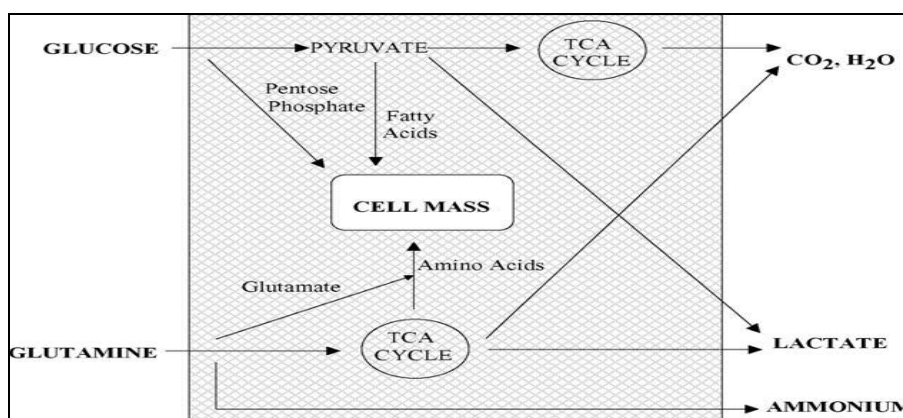 GLUCOSE
PYRUVATE
TCA
CYCLE
CO2, H2O
Pentose
Phosphate
Fatty
Acids
CELL MASS
Amino Acids
Glutamate
GLUTAMINE
TCA
CYCLE
LACTATE
AMMONIUM